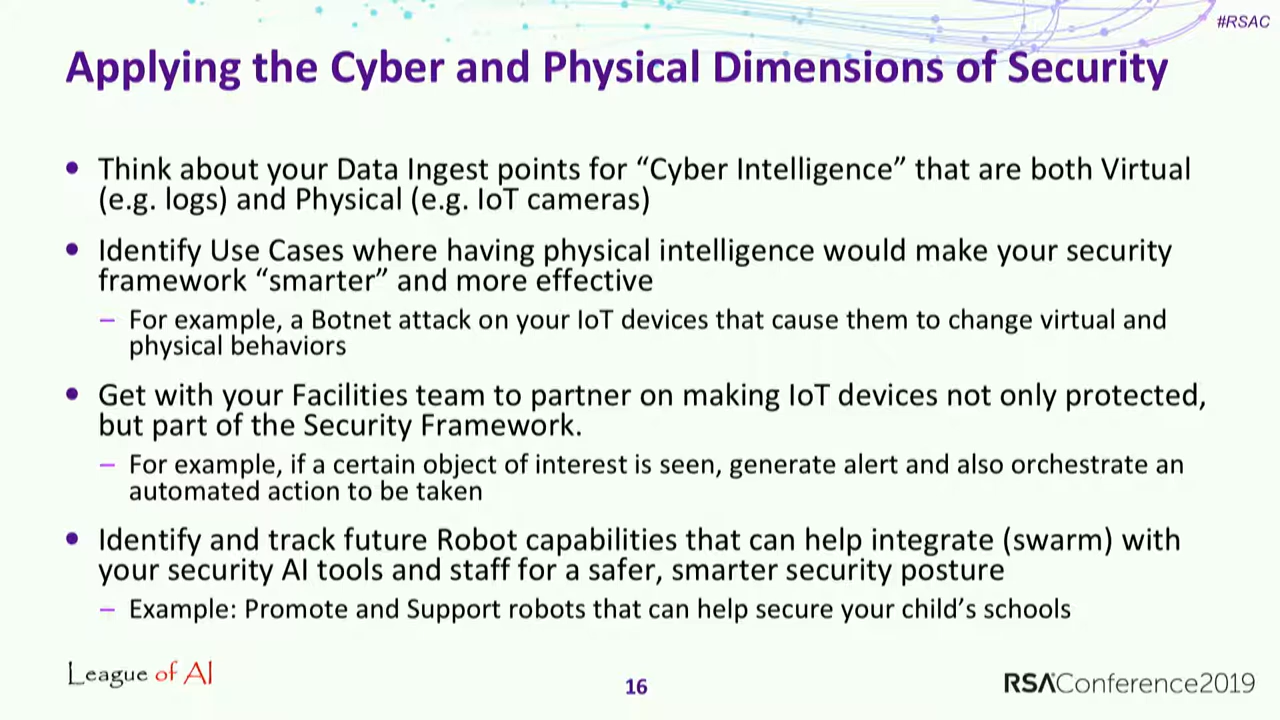 #RSAC
Applying the Cyber and Physical Dimensions of Security
• Think about your Data Ingest points for “Cyber Intelligence” that are both Virtual
(e.g. logs) and Physical (e.g. IoT cameras)
• Identify Use Cases where having physical intelligence would make your security
framework “smarter” and more effective
– For example, a Botnet attack on your IoT devices that cause them to change virtual and
physical behaviors
• Get with your Facilities team to partner on making IoT devices not only protected,
but part of the Security Framework.
– For example, if a certain object of interest is seen, generate alert and also orchestrate an
automated action to be taken
• Identify and track future Robot capabilities that can help integrate (swarm) with
your security AI tools and staff for a safer, smarter security posture
– Example: Promote and Support robots that can help secure your child’s schools
League of AI
16
RSAConference2019